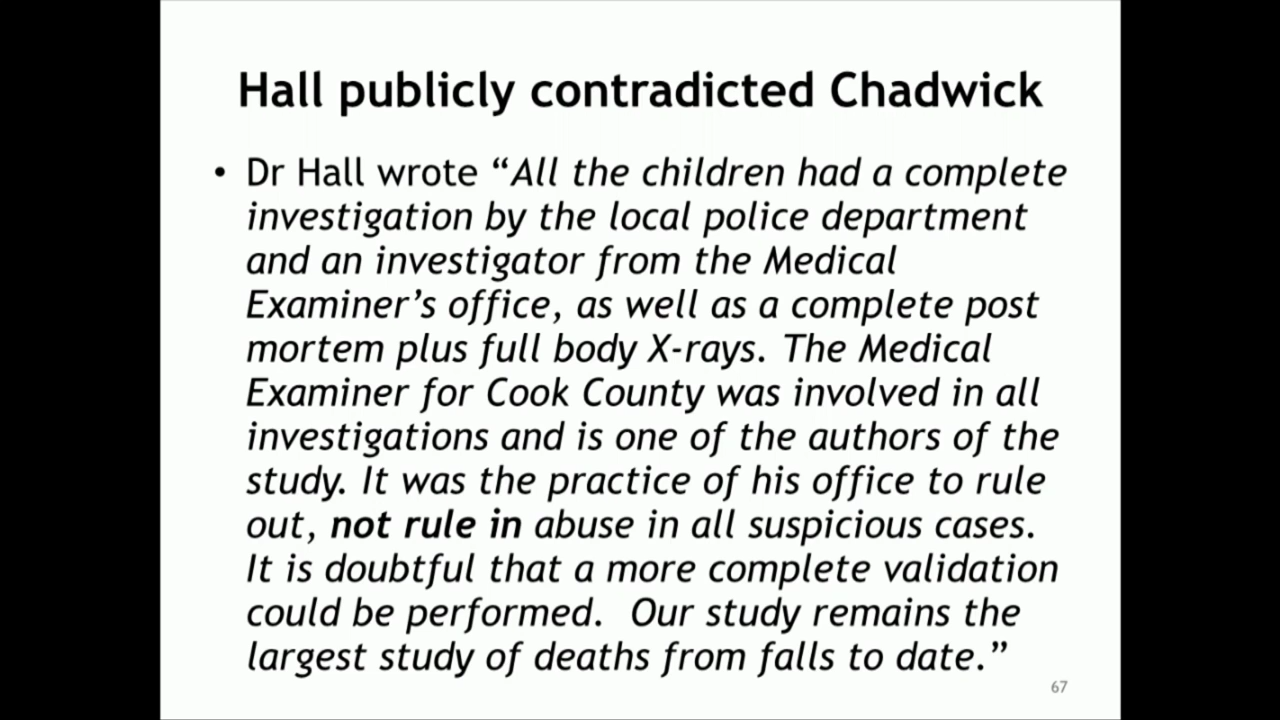 Hall publicly contradicted Chadwick
• Dr Hall wrote “All the children had a complete
investigation by the local police department
and an investigator from the Medical
Examiner’s office, as well as a complete post
mortem plus full body X-rays. The Medical
Examiner for Cook County was involved in all
investigations and is one of the authors of the
study. It was the practice of his office to rule
out, not rule in abuse in all suspicious cases.
It is doubtful that a more complete validation
could be performed.  Our study remains the
largest study of deaths from falls to date.”
67